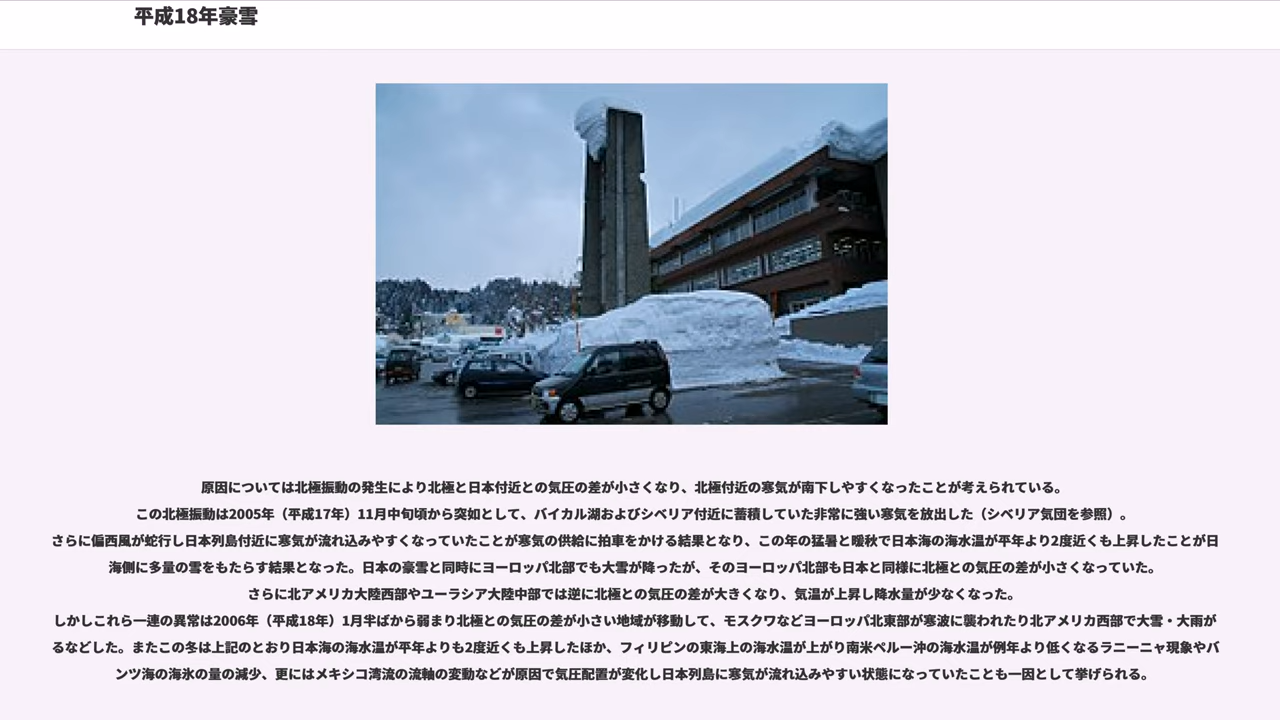 平成18年豪雪
原因については北極振動の発生により北極と日本付近との気圧の差が小さくなり、北極付近の寒気が南下しやすくなったことが考えられている。
この北極振動は2005年（平成17年）11月中旬頃から突如として、バイカル湖およびシベリア付近に蓄積していた非常に強い寒気を放出した（シベリア気団を参照）。
さらに偏西風が蛇行し日本列島付近に寒気が流れ込みやすくなっていたことが寒気の供給に拍車をかける結果となり、この年の猛暑と暖秋で日本海の海水温が平年より2度近くも上昇したことが日
海側に多量の雪をもたらす結果となった。日本の豪雪と同時にヨーロッパ北部でも大雪が降ったが、そのヨーロッパ北部も日本と同様に北極との気圧の差が小さくなっていた。
さらに北アメリカ大陸西部やユーラシア大陸中部では逆に北極との気圧の差が大きくなり、気温が上昇し降水量が少なくなった。
しかしこれら一連の異常は2006年（平成18年）1月半ばから弱まり北極との気圧の差が小さい地域が移動して、モスクワなどヨーロッパ北東部が寒波に襲われたり北アメリカ西部で大雪・大雨が
るなどした。またこの冬は上記のとおり日本海の海水温が平年よりも2度近くも上昇したほか、フィリピンの東海上の海水温が上がり南米ペルー沖の海水温が例年より低くなるラニーニャ現象やバ
ンツ海の海氷の量の減少、更にはメキシコ湾流の流軸の変動などが原因で気圧配置が変化し日本列島に寒気が流れ込みやすい状態になっていたことも一因として挙げられる。